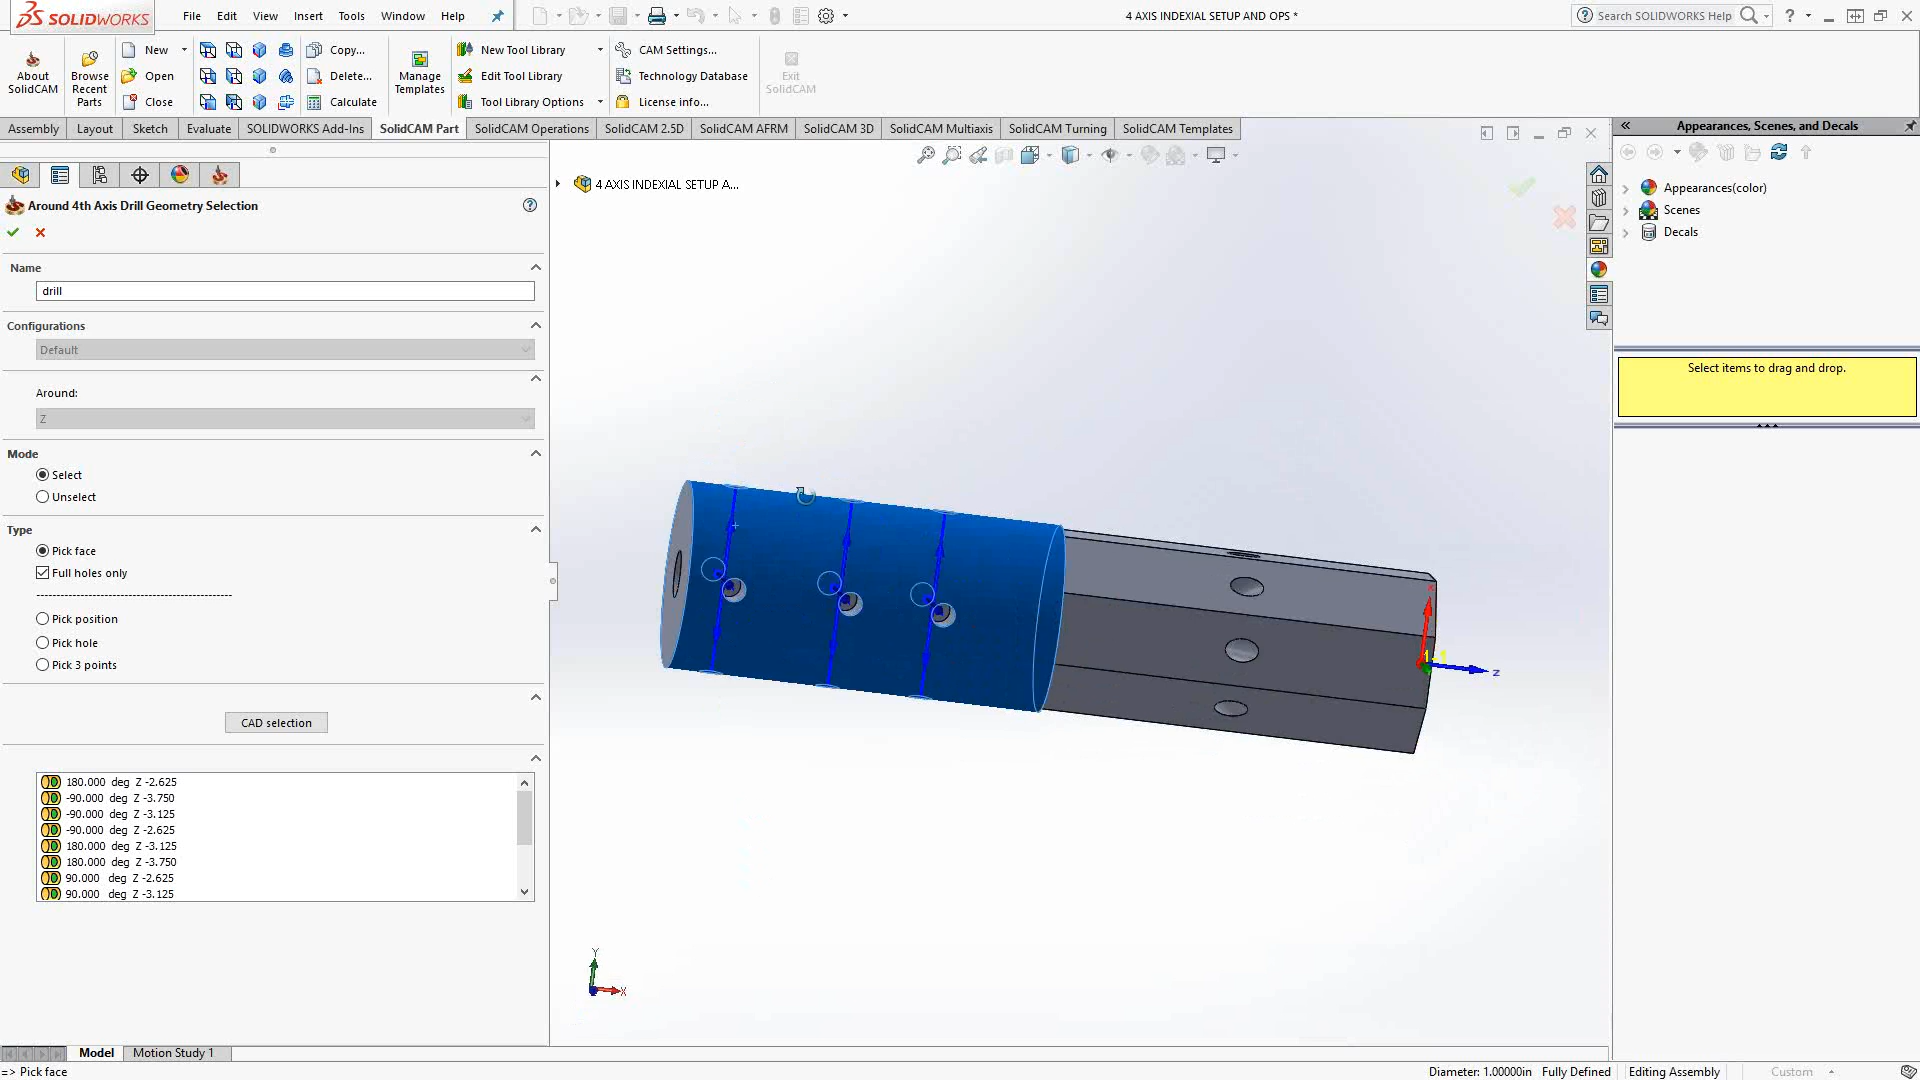 SOLIDWORKS
File Edit View Insert Tools Window Help
4 AXIS INDEXIAL SETUP AND OPS *
Search SOLIDWORKS Help
About SolidCAM
Browse Recent Parts
New
Open
Close
Copy...
Delete...
Calculate
Manage Templates
New Tool Library
Edit Tool Library
Tool Library Options
CAM Settings...
Technology Database
License info...
Exit SolidCAM
Assembly Layout Sketch Evaluate SOLIDWORKS Add-Ins SolidCAM Part SolidCAM Operations SolidCAM 2.5D SolidCAM AFRM SolidCAM 3D SolidCAM Multiaxis SolidCAM Turning SolidCAM Templates
Around 4th Axis Drill Geometry Selection
Name
drill
Configurations
Default
Around:
Z
Mode
Select
Unselect
Type
Pick face
Full holes only
Pick position
Pick hole
Pick 3 points
CAD selection
180.000 deg Z -2.625
-90.000 deg Z -3.750
-90.000 deg Z -3.125
-90.000 deg Z -2.625
180.000 deg Z -3.125
180.000 deg Z -3.750
90.000 deg Z -2.625
90.000 deg Z -3.125
4 AXIS INDEXIAL SETUP A...
Z
Y
X
Appearances, Scenes, and Decals
Appearances(color)
Scenes
Decals
Select items to drag and drop.
Model Motion Study 1
=> Pick face
Diameter: 1.00000in Fully Defined Editing Assembly Custom